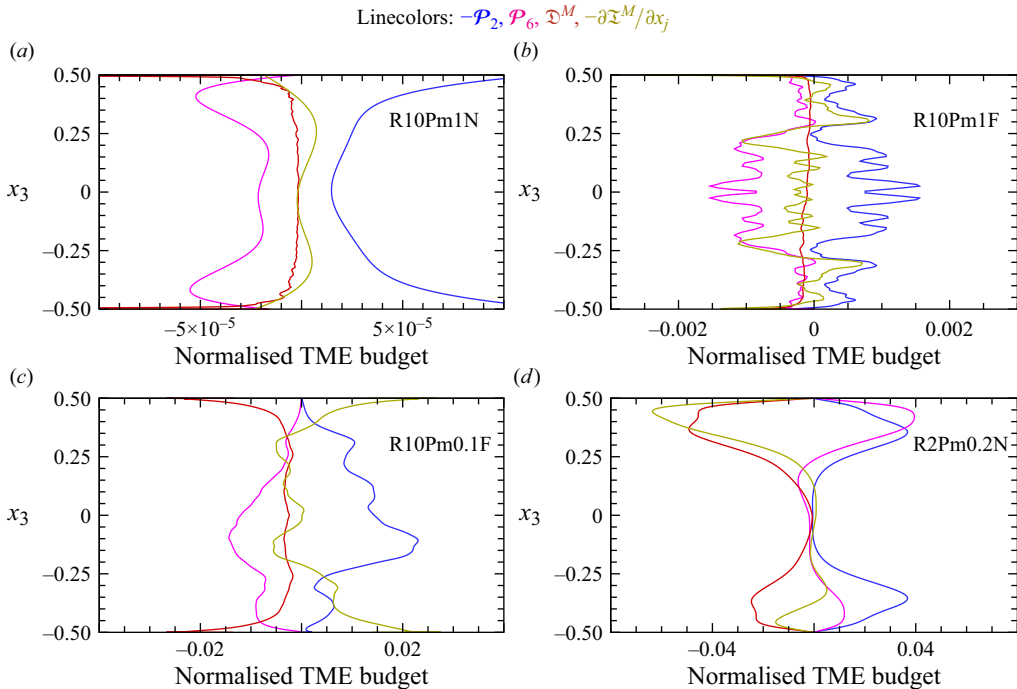 Linecolors: −𝓟₂, 𝓟₆, 𝔇ᴹ, −∂𝔗ᴹ/∂xⱼ
(a) (b)
0.50 0.50
R10Pm1N R10Pm1F
0.25 0.25
x₃ 0 x₃ 0
−0.25 −0.25
−0.50 −0.50
−5×10⁻⁵ 5×10⁻⁵ −0.002 0 0.002
Normalised TME budget Normalised TME budget
(c) (d)
0.50 0.50
R10Pm0.1F R2Pm0.2N
0.25 0.25
x₃ 0 x₃ 0
−0.25 −0.25
−0.50 −0.50
−0.02 0 0.02 −0.04 0.04
Normalised TME budget Normalised TME budget